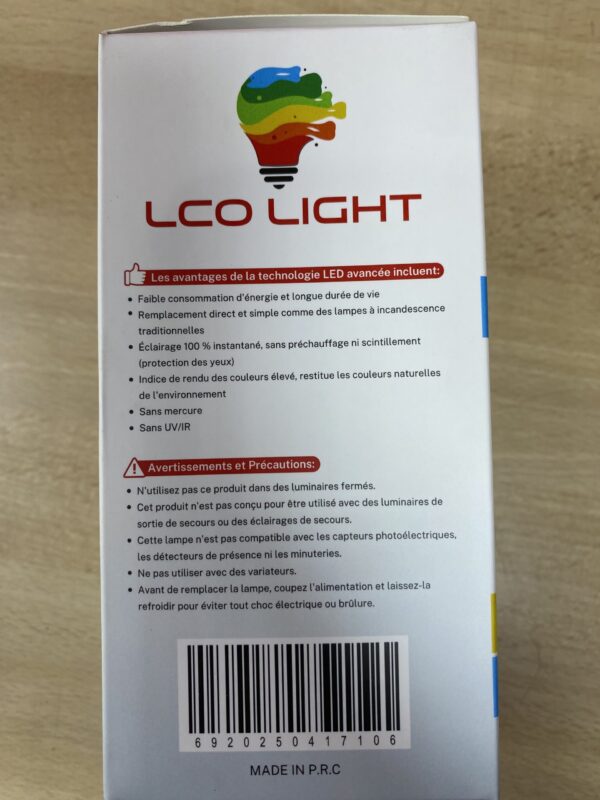 LCO LIGHT
Les avantages de la technologie LED avancée incluent:
• Faible consommation d'énergie et longue durée de vie
• Remplacement direct et simple comme des lampes à incandescence
traditionnelles
• Éclairage 100 % instantané, sans préchauffage ni scintillement
(protection des yeux)
• Indice de rendu des couleurs élevé, restitue les couleurs naturelles
de l'environnement
• Sans mercure
• Sans UV/IR
Avertissements et Précautions:
• N'utilisez pas ce produit dans des luminaires fermés.
• Cet produit n'est pas conçu pour être utilisé avec des luminaires de
sortie de secours ou des éclairages de secours.
• Cette lampe n'est pas compatible avec les capteurs photoélectriques,
les détecteurs de présence ni les minuteries.
• Ne pas utiliser avec des variateurs.
• Avant de remplacer la lampe, coupez l'alimentation et laissez-la
refroidir pour éviter tout choc électrique ou brûlure.
6920250417106
MADE IN P.R.C